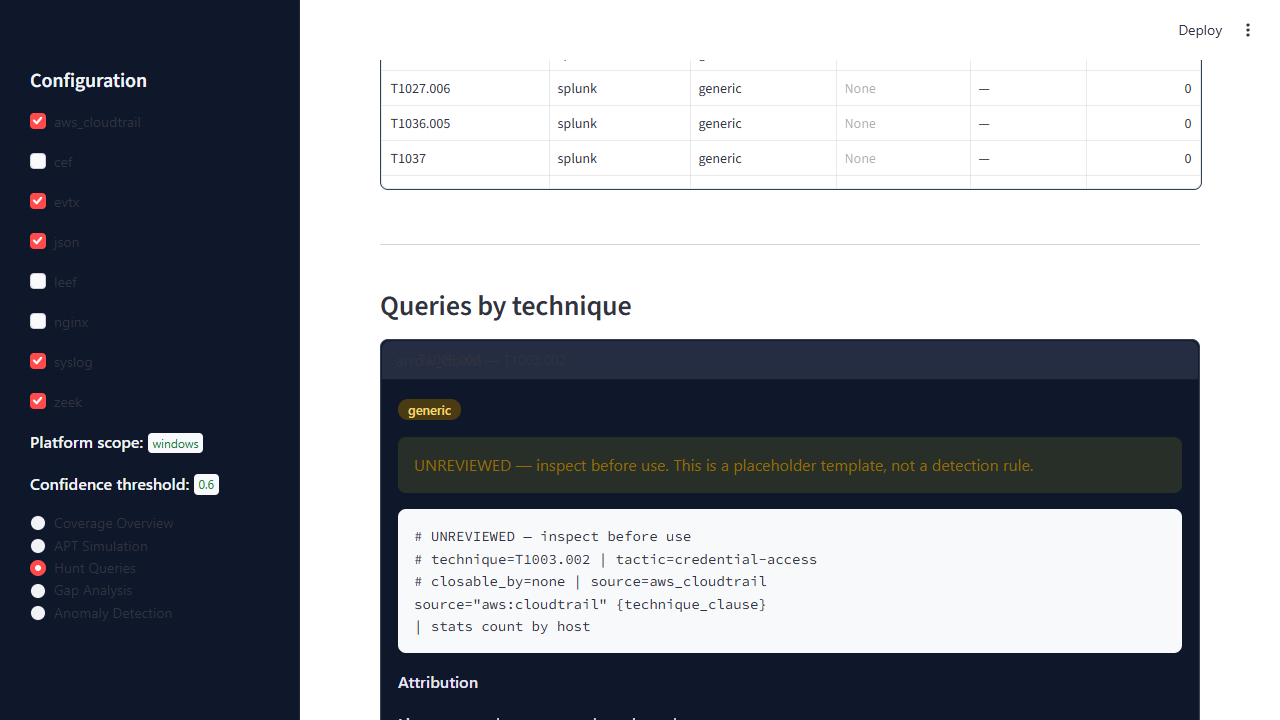 Deploy
Configuration
aws_cloudtrail
cef
evtx
json
leef
nginx
syslog
zeek
Platform scope: windows
Confidence threshold: 0.6
Coverage Overview
APT Simulation
Hunt Queries
Gap Analysis
Anomaly Detection
T1027.006 splunk generic None — 0
T1036.005 splunk generic None — 0
T1037 splunk generic None — 0
Queries by technique
— T1003.002
generic
UNREVIEWED — inspect before use. This is a placeholder template, not a detection rule.
# UNREVIEWED — inspect before use
# technique=T1003.002 | tactic=credential-access
# closable_by=none | source=aws_cloudtrail
source="aws:cloudtrail" {technique_clause}
| stats count by host
Attribution